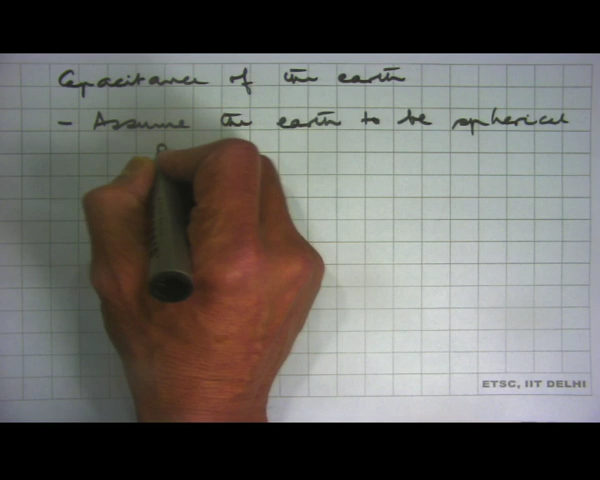 Capacitance of the earth
- Assume the earth to be spherical
ETSC, IIT DELHI